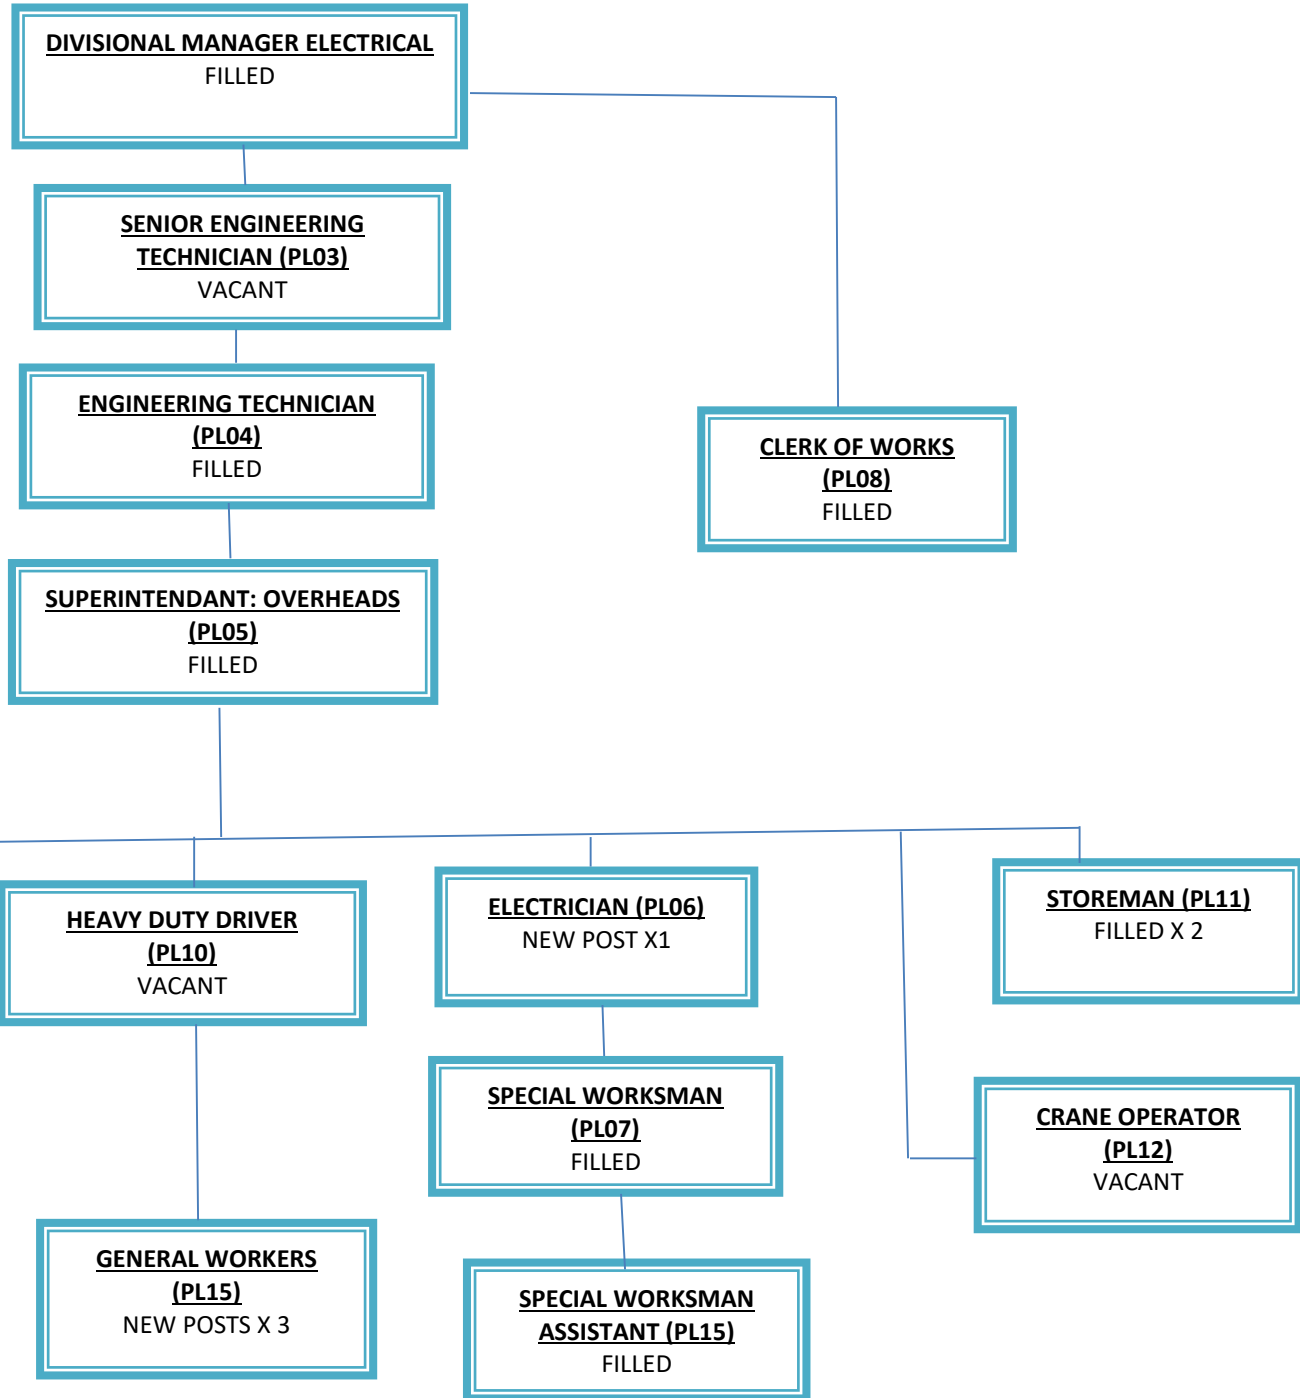 DIVISIONAL MANAGER ELECTRICAL
FILLED
SENIOR ENGINEERING
TECHNICIAN (PL03)
VACANT
ENGINEERING TECHNICIAN
(PL04)
FILLED
CLERK OF WORKS
(PL08)
FILLED
SUPERINTENDANT: OVERHEADS
(PL05)
FILLED
HEAVY DUTY DRIVER
(PL10)
VACANT
ELECTRICIAN (PL06)
NEW POST X1
STOREMAN (PL11)
FILLED X 2
SPECIAL WORKSMAN
(PL07)
FILLED
CRANE OPERATOR
(PL12)
VACANT
GENERAL WORKERS
(PL15)
NEW POSTS X 3
SPECIAL WORKSMAN
ASSISTANT (PL15)
FILLED